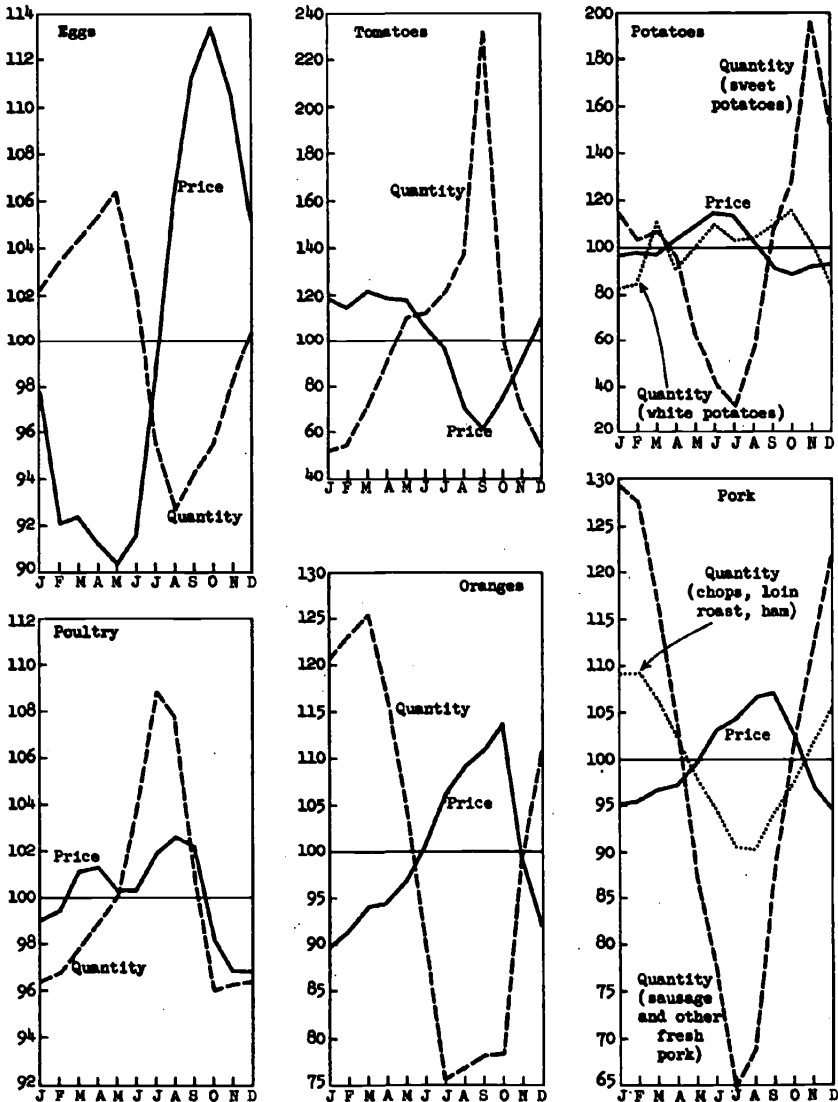 Eggs
114
112
110
108
106
104
102
100
98
96
94
92
90
Price
Quantity
J F M A M J J A S O N D
Tomatoes
240
220
200
180
160
140
120
100
80
60
40
Quantity
Price
J F M A M J J A S O N D
Potatoes
200
180
160
140
120
100
80
60
40
20
Quantity
(sweet
potatoes)
Price
Quantity
(white potatoes)
J F M A M J J A S O N D
Poultry
112
110
108
106
104
102
100
98
96
94
92
Price
Quantity
J F M A M J J A S O N D
Oranges
130
125
120
115
110
105
100
95
90
85
80
75
Quantity
Price
J F M A M J J A S O N D
Pork
130
125
120
115
110
105
100
95
90
85
80
75
70
65
Quantity
(chops, loin
roast, ham)
Price
Quantity
(sausage
and other
fresh
pork)
J F M A M J J A S O N D